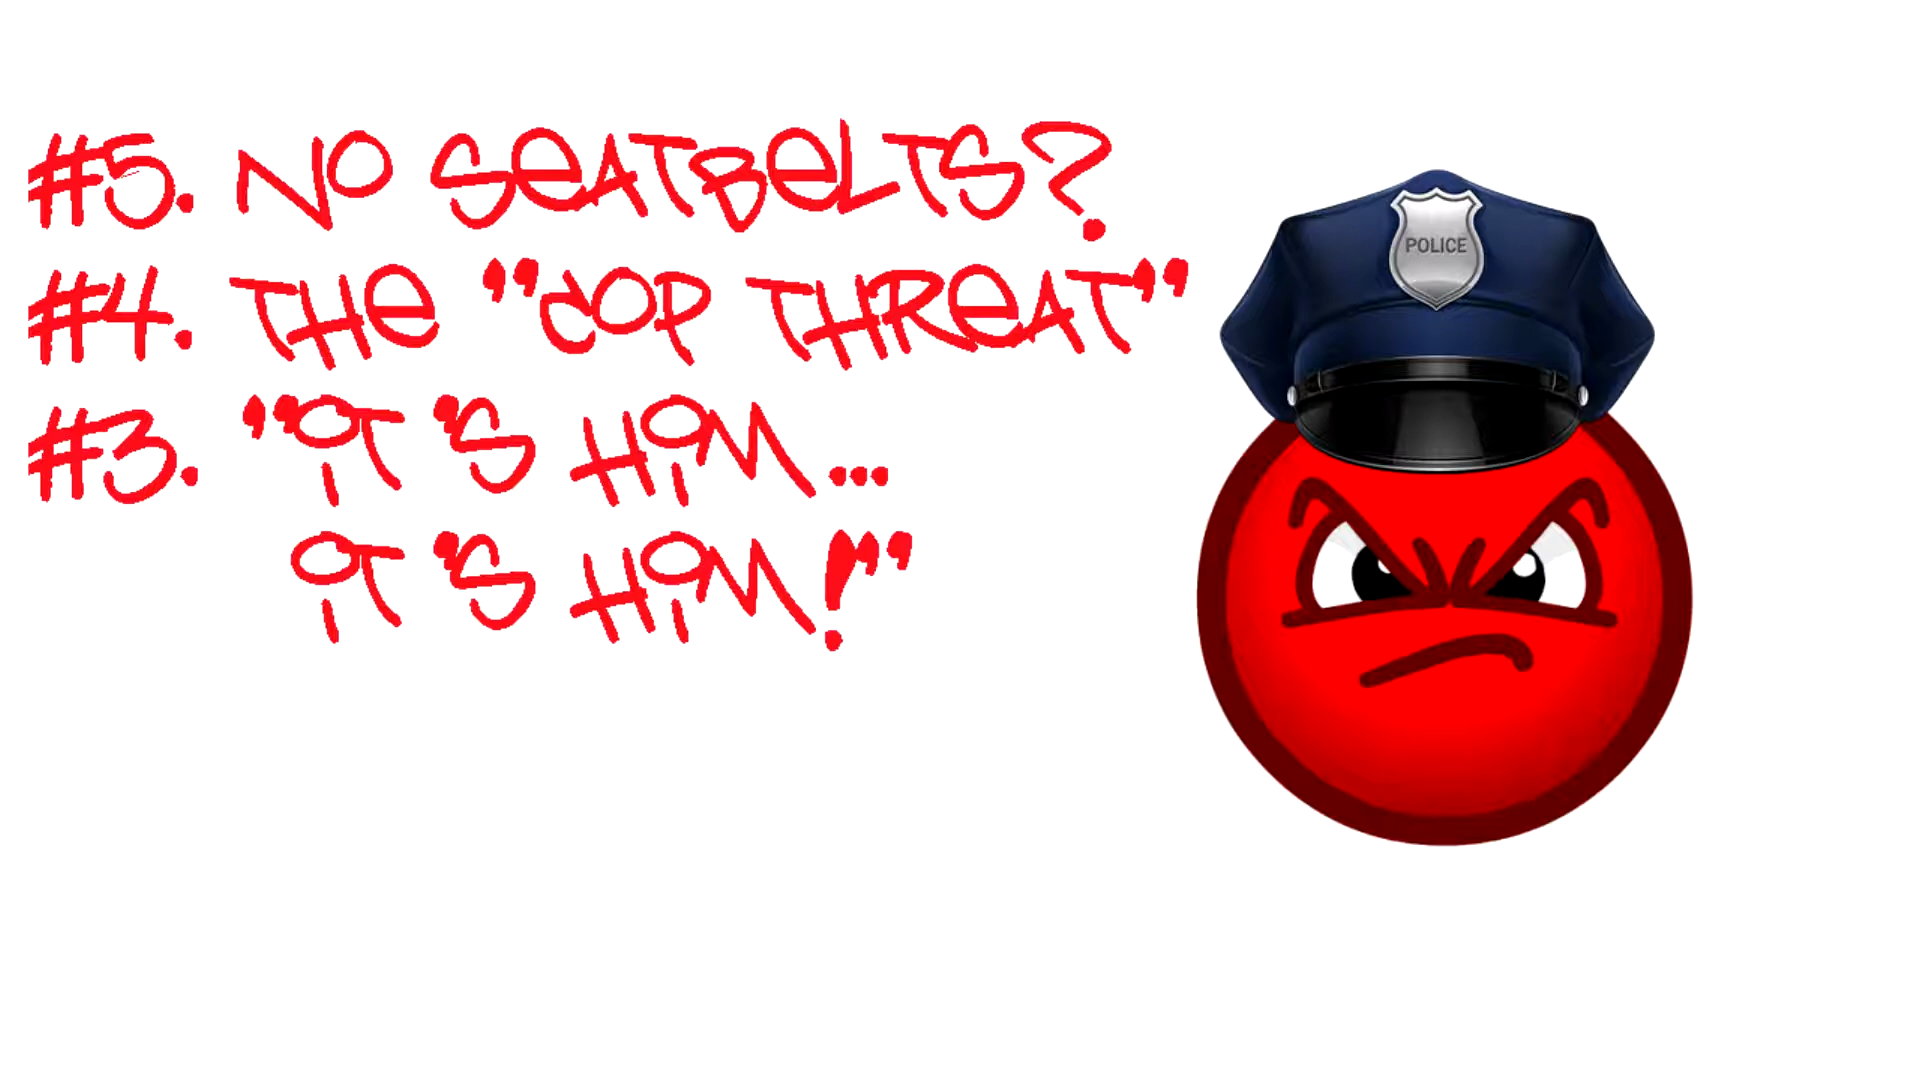 #5. NO SEATBELTS?
#4. THE "COP THREAT"
#3. "IT'S HIM...
IT'S HIM!"
POLICE